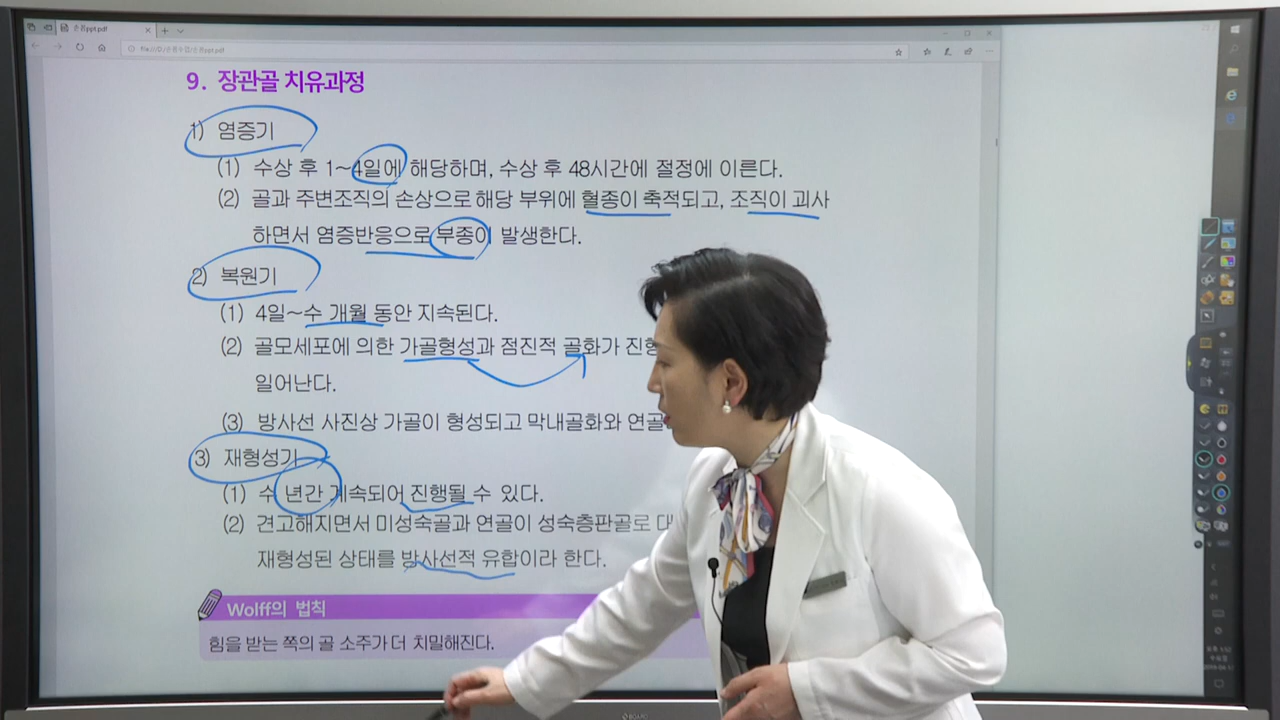 손용ppt.pdf
9. 장관골 치유과정
1) 염증기
(1) 수상 후 1~4일에 해당하며, 수상 후 48시간에 절정에 이른다.
(2) 골과 주변조직의 손상으로 해당 부위에 혈종이 축적되고, 조직이 괴사
하면서 염증반응으로 부종이 발생한다.
2) 복원기
(1) 4일~수 개월 동안 지속된다.
(2) 골모세포에 의한 가골형성과 점진적 골화가 진행
일어난다.
(3) 방사선 사진상 가골이 형성되고 막내골화와 연골
3) 재형성기
(1) 수 년간 계속되어 진행될 수 있다.
(2) 견고해지면서 미성숙골과 연골이 성숙층판골로 대
재형성된 상태를 방사선적 유합이라 한다.
Wolff의 법칙
힘을 받는 쪽의 골 소주가 더 치밀해진다.